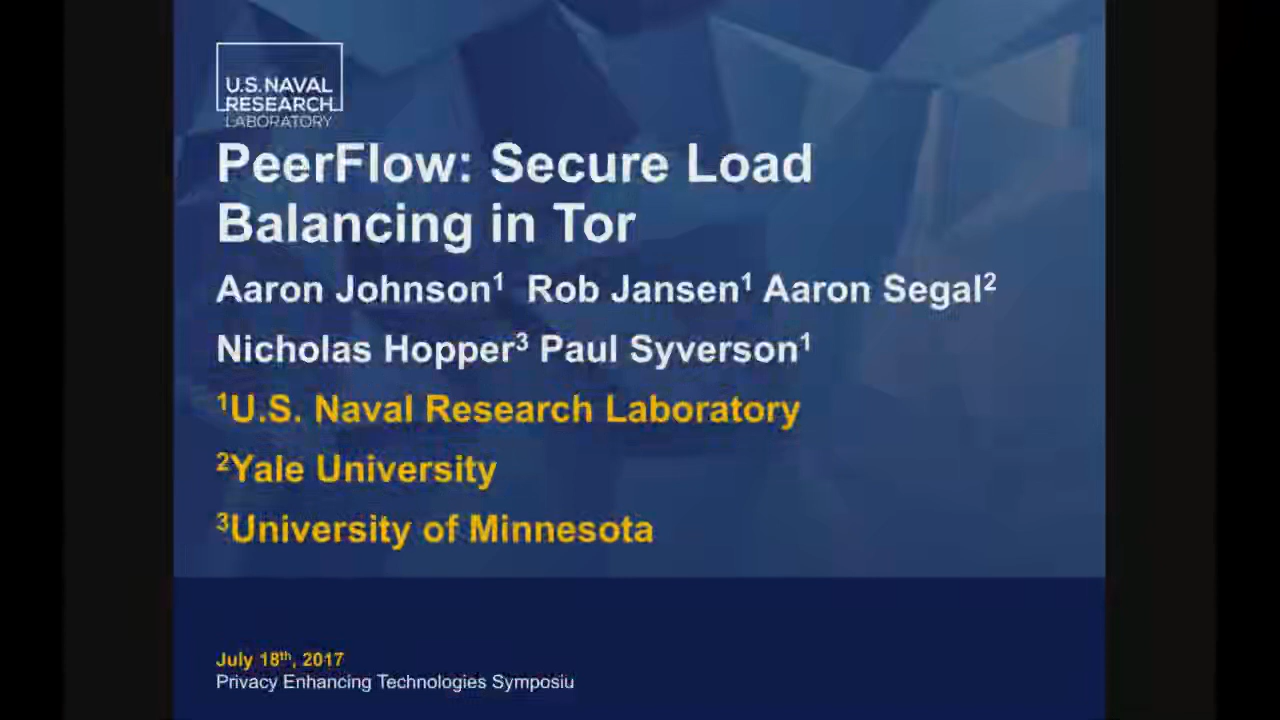 U.S. NAVAL
RESEARCH
LABORATORY
PeerFlow: Secure Load
Balancing in Tor
Aaron Johnson¹ Rob Jansen¹ Aaron Segal²
Nicholas Hopper³ Paul Syverson¹
¹U.S. Naval Research Laboratory
²Yale University
³University of Minnesota
July 18th, 2017
Privacy Enhancing Technologies Symposiu